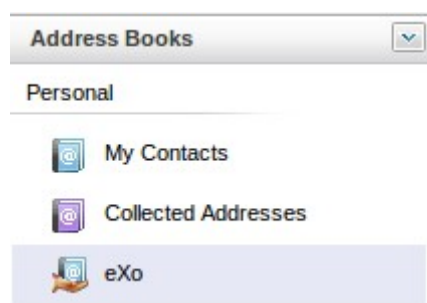 Address Books
Personal
My Contacts
Collected Addresses
eXo